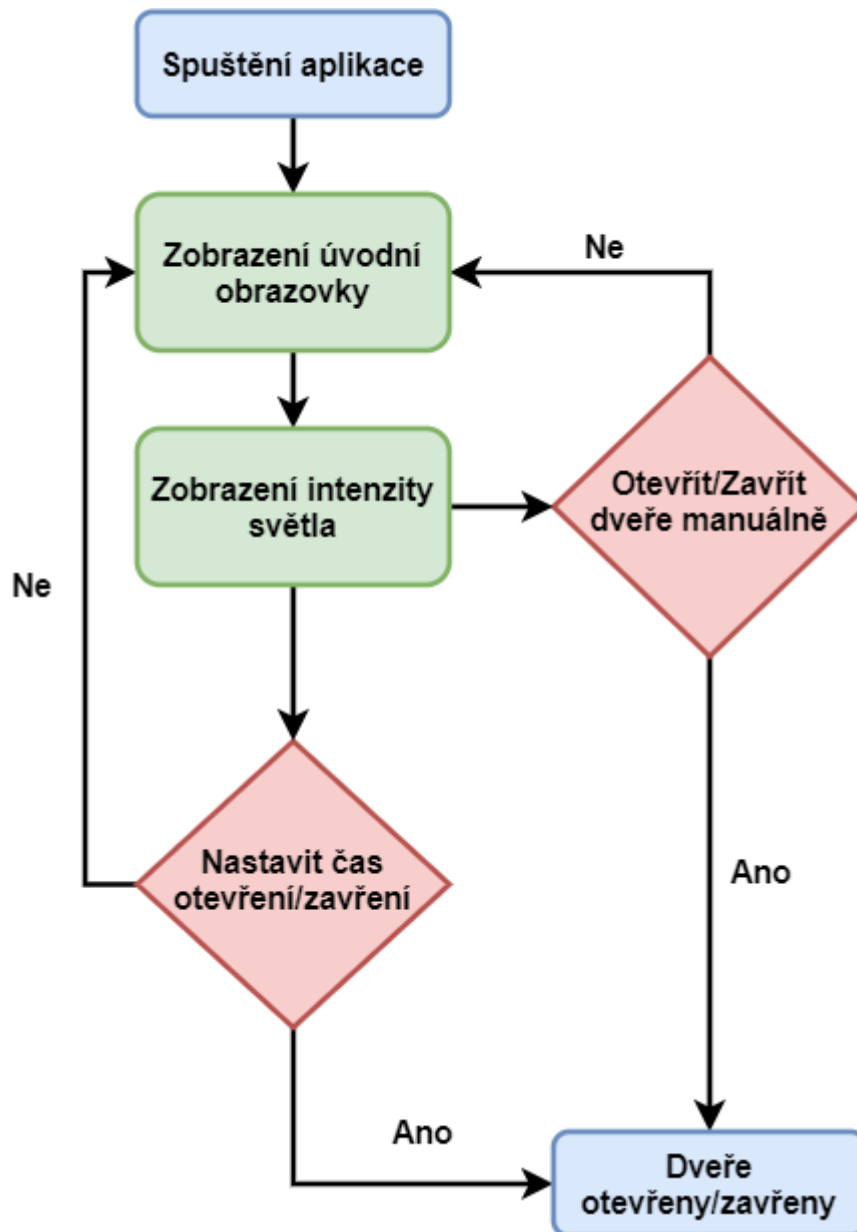 Spuštění aplikace
Zobrazení úvodní
obrazovky
Ne
Zobrazení intenzity
světla
Otevřít/Zavřít
dveře manuálně
Ne
Nastavit čas
otevření/zavření
Ano
Ano
Dveře
otevřeny/zavřeny